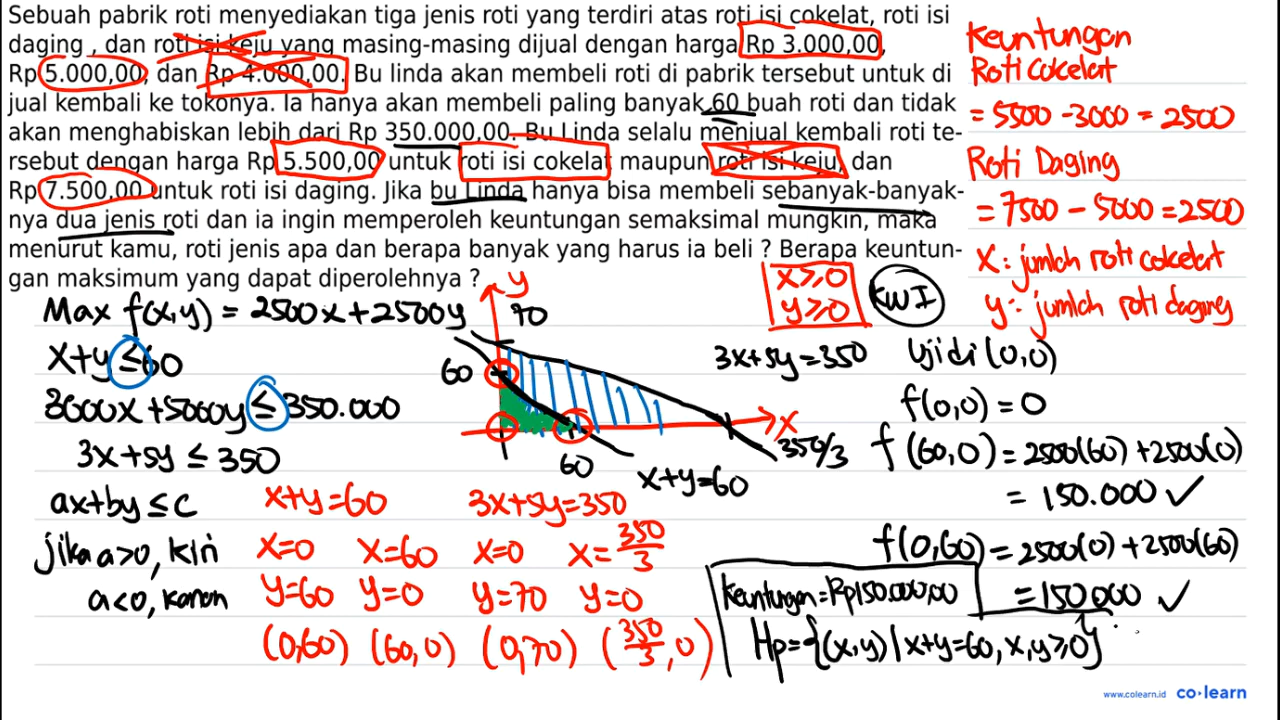 Sebuah pabrik roti menyediakan tiga jenis roti yang terdiri atas roti isi cokelat, roti isi
daging , dan roti isi keju yang masing-masing dijual dengan harga Rp 3.000,00,
Rp 5.000,00, dan Rp 4.000,00. Bu linda akan membeli roti di pabrik tersebut untuk di
jual kembali ke tokonya. Ia hanya akan membeli paling banyak 60 buah roti dan tidak
akan menghabiskan lebih dari Rp 350.000,00. Bu Linda selalu menjual kembali roti te-
rsebut dengan harga Rp 5.500,00 untuk roti isi cokelat maupun roti isi keju, dan
Rp 7.500,00 untuk roti isi daging. Jika bu Linda hanya bisa membeli sebanyak-banyak-
nya dua jenis roti dan ia ingin memperoleh keuntungan semaksimal mungkin, maka
menurut kamu, roti jenis apa dan berapa banyak yang harus ia beli ? Berapa keuntun-
gan maksimum yang dapat diperolehnya ?
Keuntungan
Roti cokelat
= 5500 - 3000 = 2500
Roti Daging
= 7500 - 5000 = 2500
x : jumlah roti cokelat
y : jumlah roti daging
Max f(x,y) = 2500x + 2500y
x+y ≤ 60
3000x + 5000y ≤ 350.000
3x + 5y ≤ 350
ax+by ≤ c
jika a>0, kiri
a<0, kanan
y
70
60
60
350/3
x
x+y=60
x≥0
y≥0
KWI
3x+5y=350
x+y=60
x=0 x=60
y=60 y=0
(0,60) (60,0)
3x+5y=350
x=0 x=350/3
y=70 y=0
(0,70) (350/3, 0)
Uji di (0,0)
f(0,0) = 0
f(60,0) = 2500(60) + 2500(0)
= 150.000 ✓
f(0,60) = 2500(0) + 2500(60)
= 150.000 ✓
Keuntungan = Rp150.000,00
Hp = {(x,y) | x+y=60, x,y≥0}
www.colearn.id co·learn